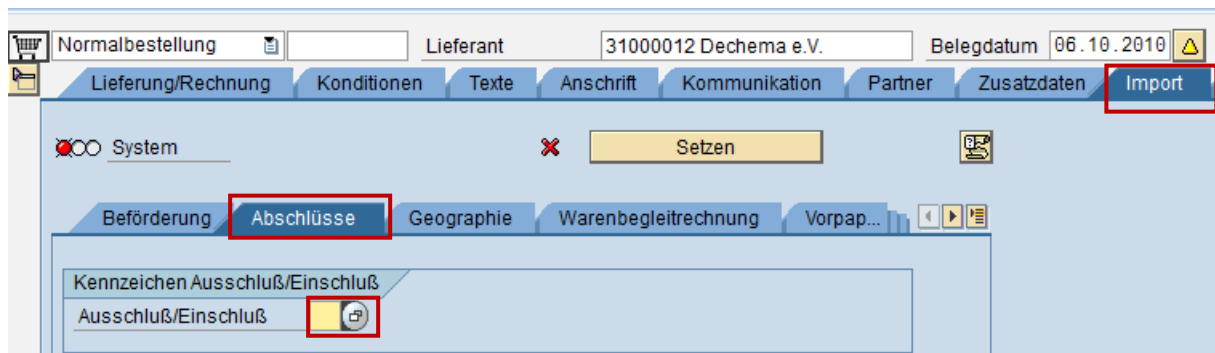 Normalbestellung Lieferant 31000012 Dechema e.V. Belegdatum 06.10.2010
Lieferung/Rechnung Konditionen Texte Anschrift Kommunikation Partner Zusatzdaten Import
System Setzen
Beförderung Abschlüsse Geographie Warenbegleitrechnung Vorpap...
Kennzeichen Ausschluß/Einschluß
Ausschluß/Einschluß